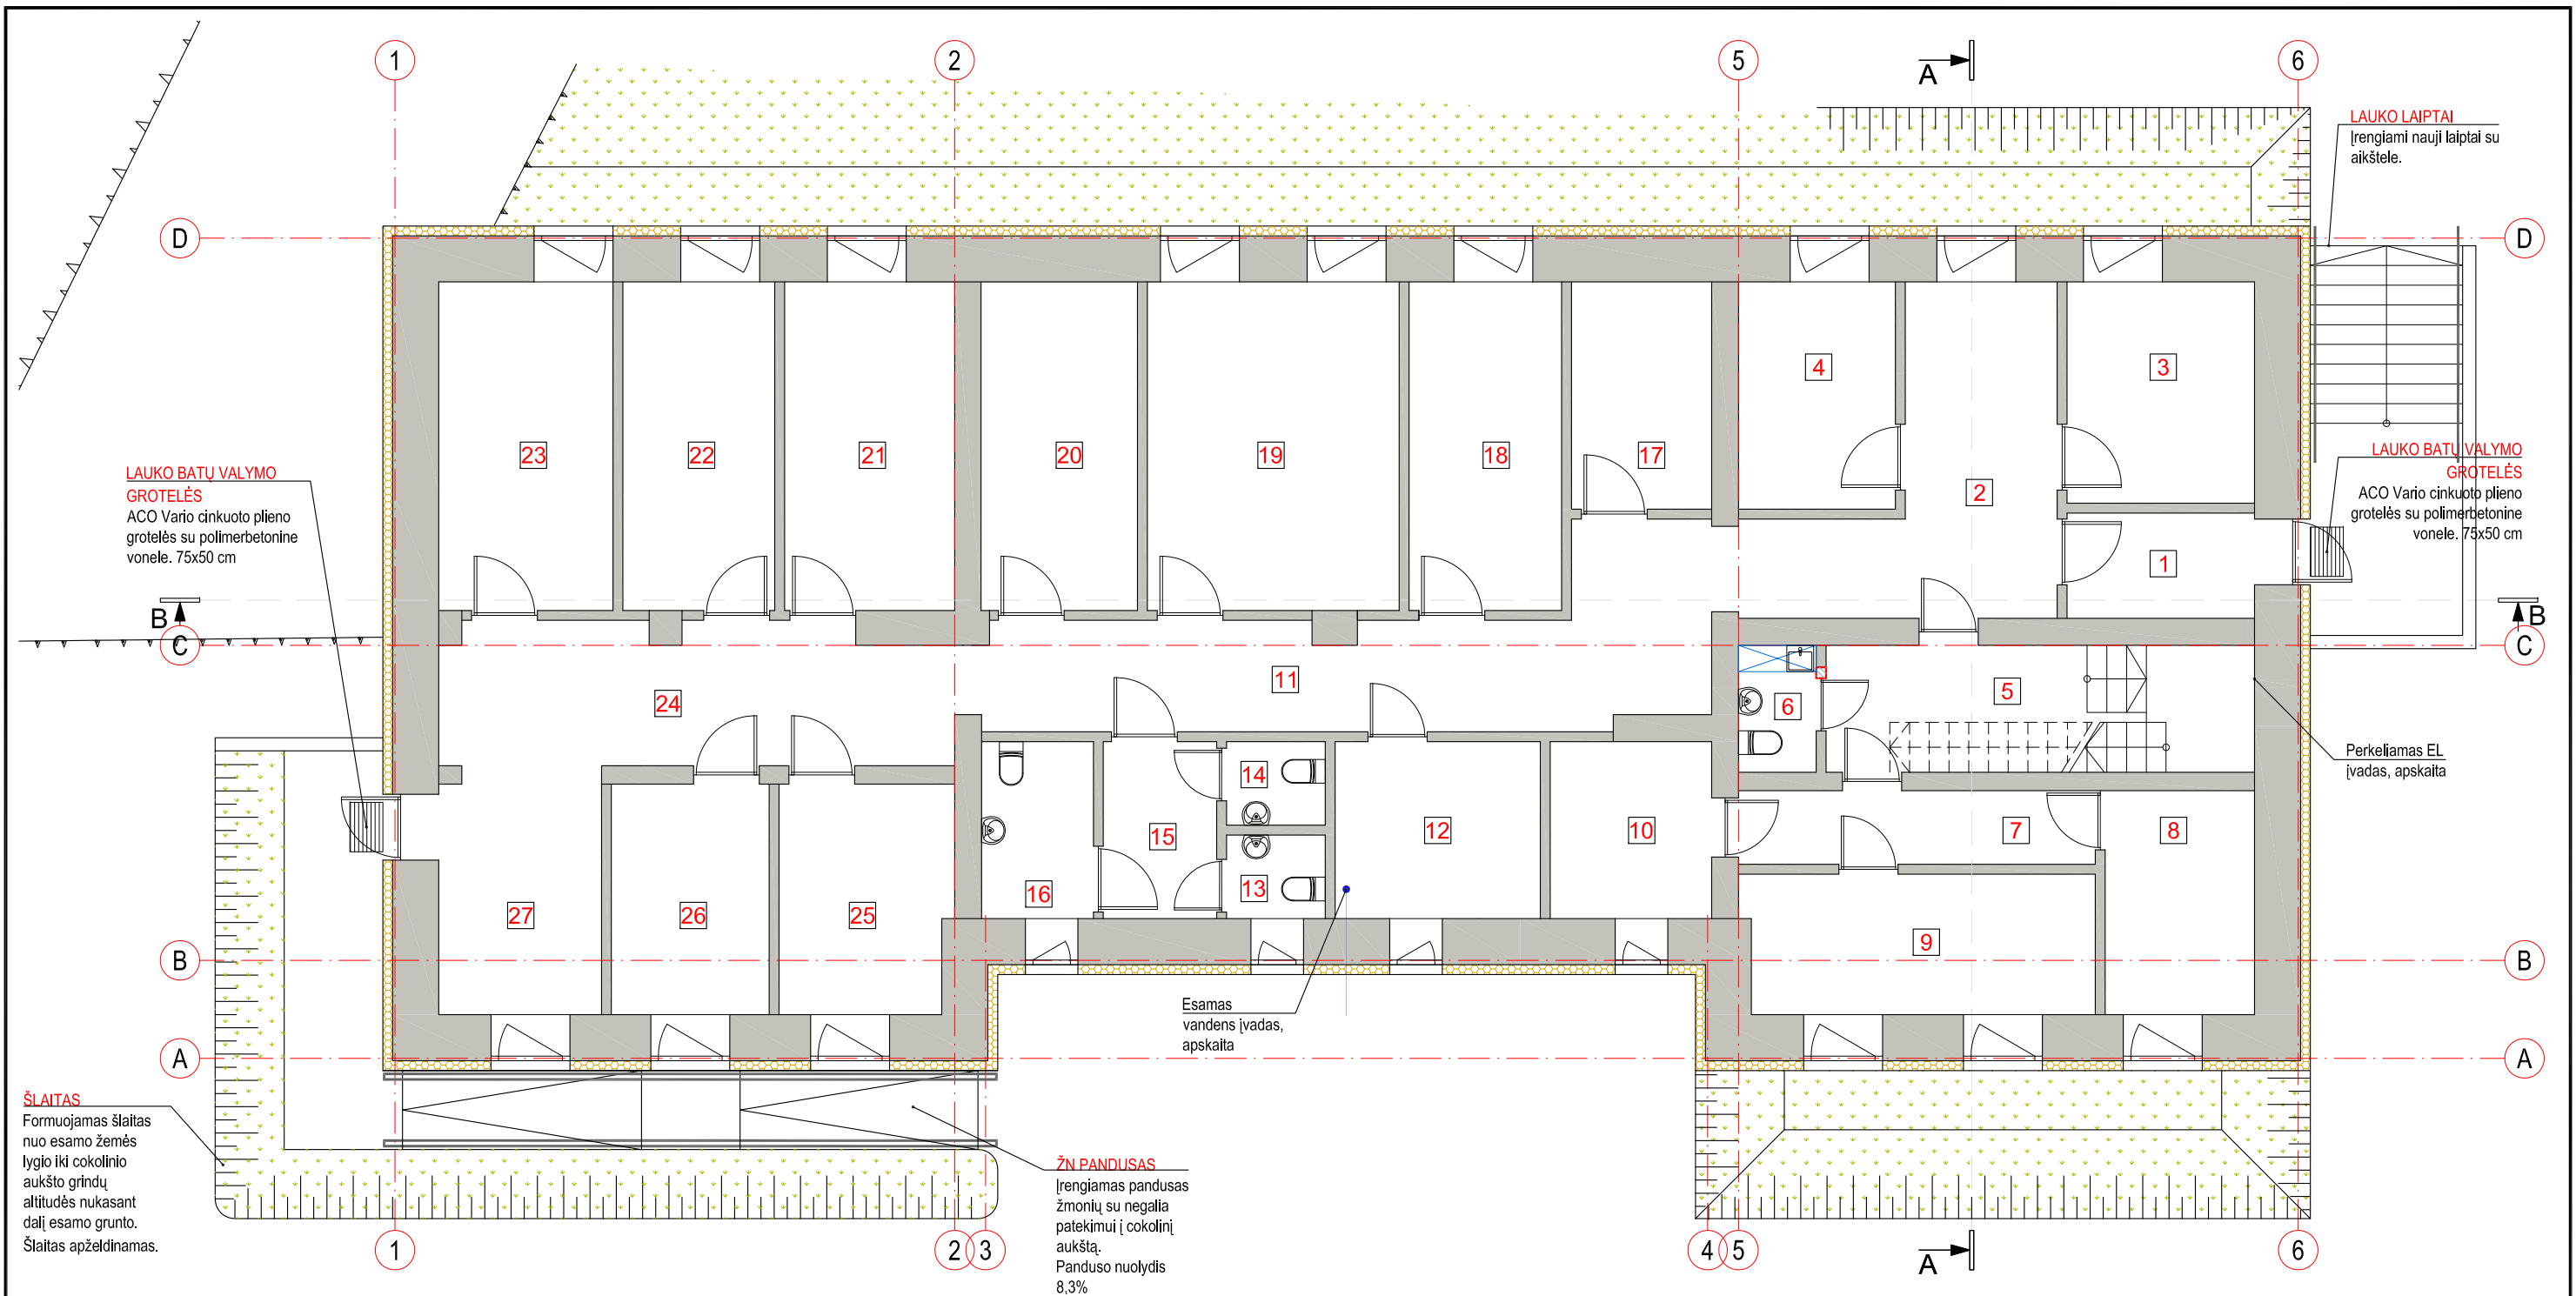 1
2
5
6
A
LAUKO LAIPTAI
Įrengiami nauji laiptai su
aikštele.
D
D
4
3
23
22
21
20
19
18
17
2
1
LAUKO BATŲ VALYMO
GROTELĖS
ACO Vario cinkuoto plieno
grotelės su polimerbetonine
vonele. 75x50 cm
LAUKO BATŲ VALYMO
GROTELĖS
ACO Vario cinkuoto plieno
grotelės su polimerbetonine
vonele. 75x50 cm
B
B
C
C
24
11
6
5
Perkeliamas EL
įvadas, apskaita
14
15
12
10
7
8
16
13
27
26
25
9
B
B
Esamas
vandens įvadas,
apskaita
A
A
ŠLAITAS
Formuojamas šlaitas
nuo esamo žemės
lygio iki cokolinio
aukšto grindų
altitudės nukasant
dalį esamo grunto.
Šlaitas apželdinamas.
ŽN PANDUSAS
Įrengiamas pandusas
žmonių su negalia
patekimui į cokolinį
aukštą.
Panduso nuolydis
8,3%
1
2
3
4
5
A
6